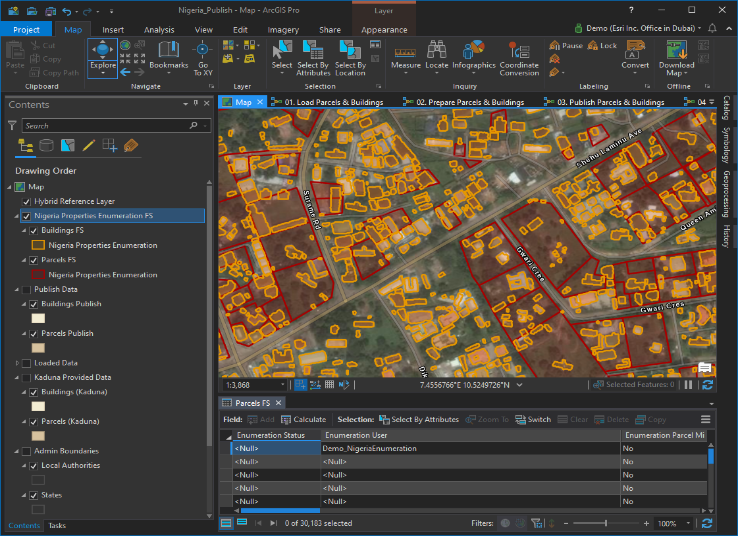 Nigeria_Publish - Map - ArcGIS Pro
Layer
?
Project
Map
Insert
Analysis
View
Edit
Imagery
Share
Appearance
Demo (Esri Inc. Office in Dubai)
Paste
Cut
Copy
Copy Path
Clipboard
Explore
Bookmarks
Go To XY
Navigate
Layer
Select
Select By Attributes
Select By Location
Selection
Measure
Locate
Infographics
Coordinate Conversion
Inquiry
Pause
Lock
Convert
Labeling
Download Map
Offline
Contents
Search
Drawing Order
Map
Hybrid Reference Layer
Nigeria Properties Enumeration FS
Buildings FS
Nigeria Properties Enumeration
Parcels FS
Nigeria Properties Enumeration
Publish Data
Buildings Publish
Parcels Publish
Loaded Data
Kaduna Provided Data
Buildings (Kaduna)
Parcels (Kaduna)
Admin Boundaries
Local Authorities
States
Contents
Tasks
Map
01. Load Parcels & Buildings
02. Prepare Parcels & Buildings
03. Publish Parcels & Buildings
04
Shehu Laminu Ave
Sultane Rd
Queen Am
Gwari Cres
Gwari Cres
Dik
1:3,868
7.4556766°E 10.5249726°N
Selected Features: 0
Catalog
Symbology
Geoprocessing
History
Parcels FS
Field:
Add
Calculate
Selection:
Select By Attributes
Zoom To
Switch
Clear
Delete
Copy
Enumeration Status
Enumeration User
Enumeration Parcel Mi
<Null>
Demo_NigeriaEnumeration
No
<Null>
<Null>
No
<Null>
<Null>
No
<Null>
<Null>
No
<Null>
<Null>
No
0 of 30,183 selected
Filters:
100%